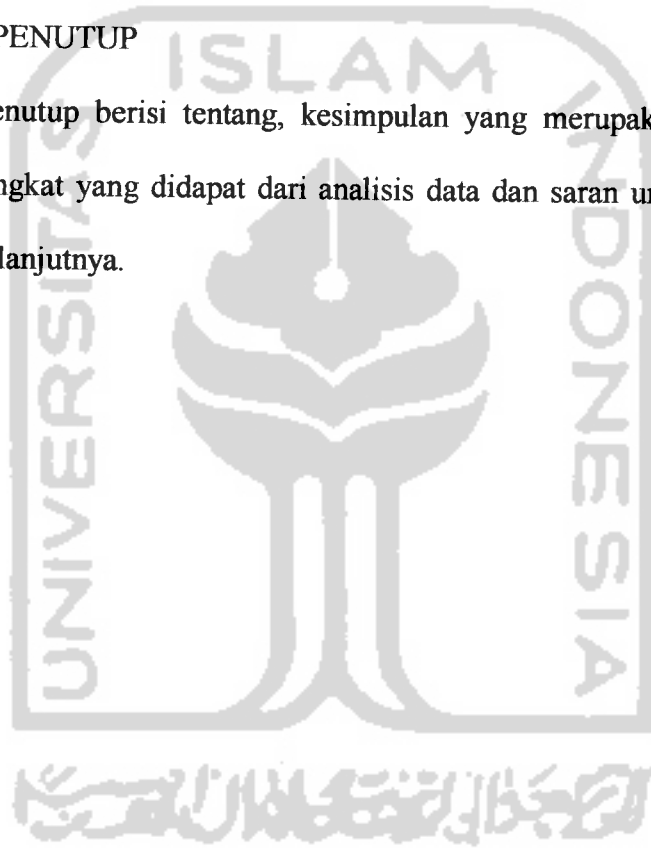 PENUTUP
ISLAM
enutup berisi tentang, kesimpulan yang merupak
ngkat yang didapat dari analisis data dan saran u
lanjutnya.
UNIVERSITAS
INDONESIA